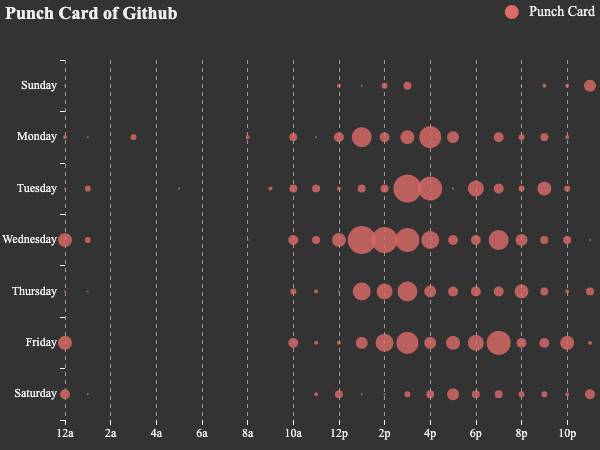 Punch Card of Github
Punch Card
Sunday
Monday
Tuesday
Wednesday
Thursday
Friday
Saturday
12a 2a 4a 6a 8a 10a 12p 2p 4p 6p 8p 10p